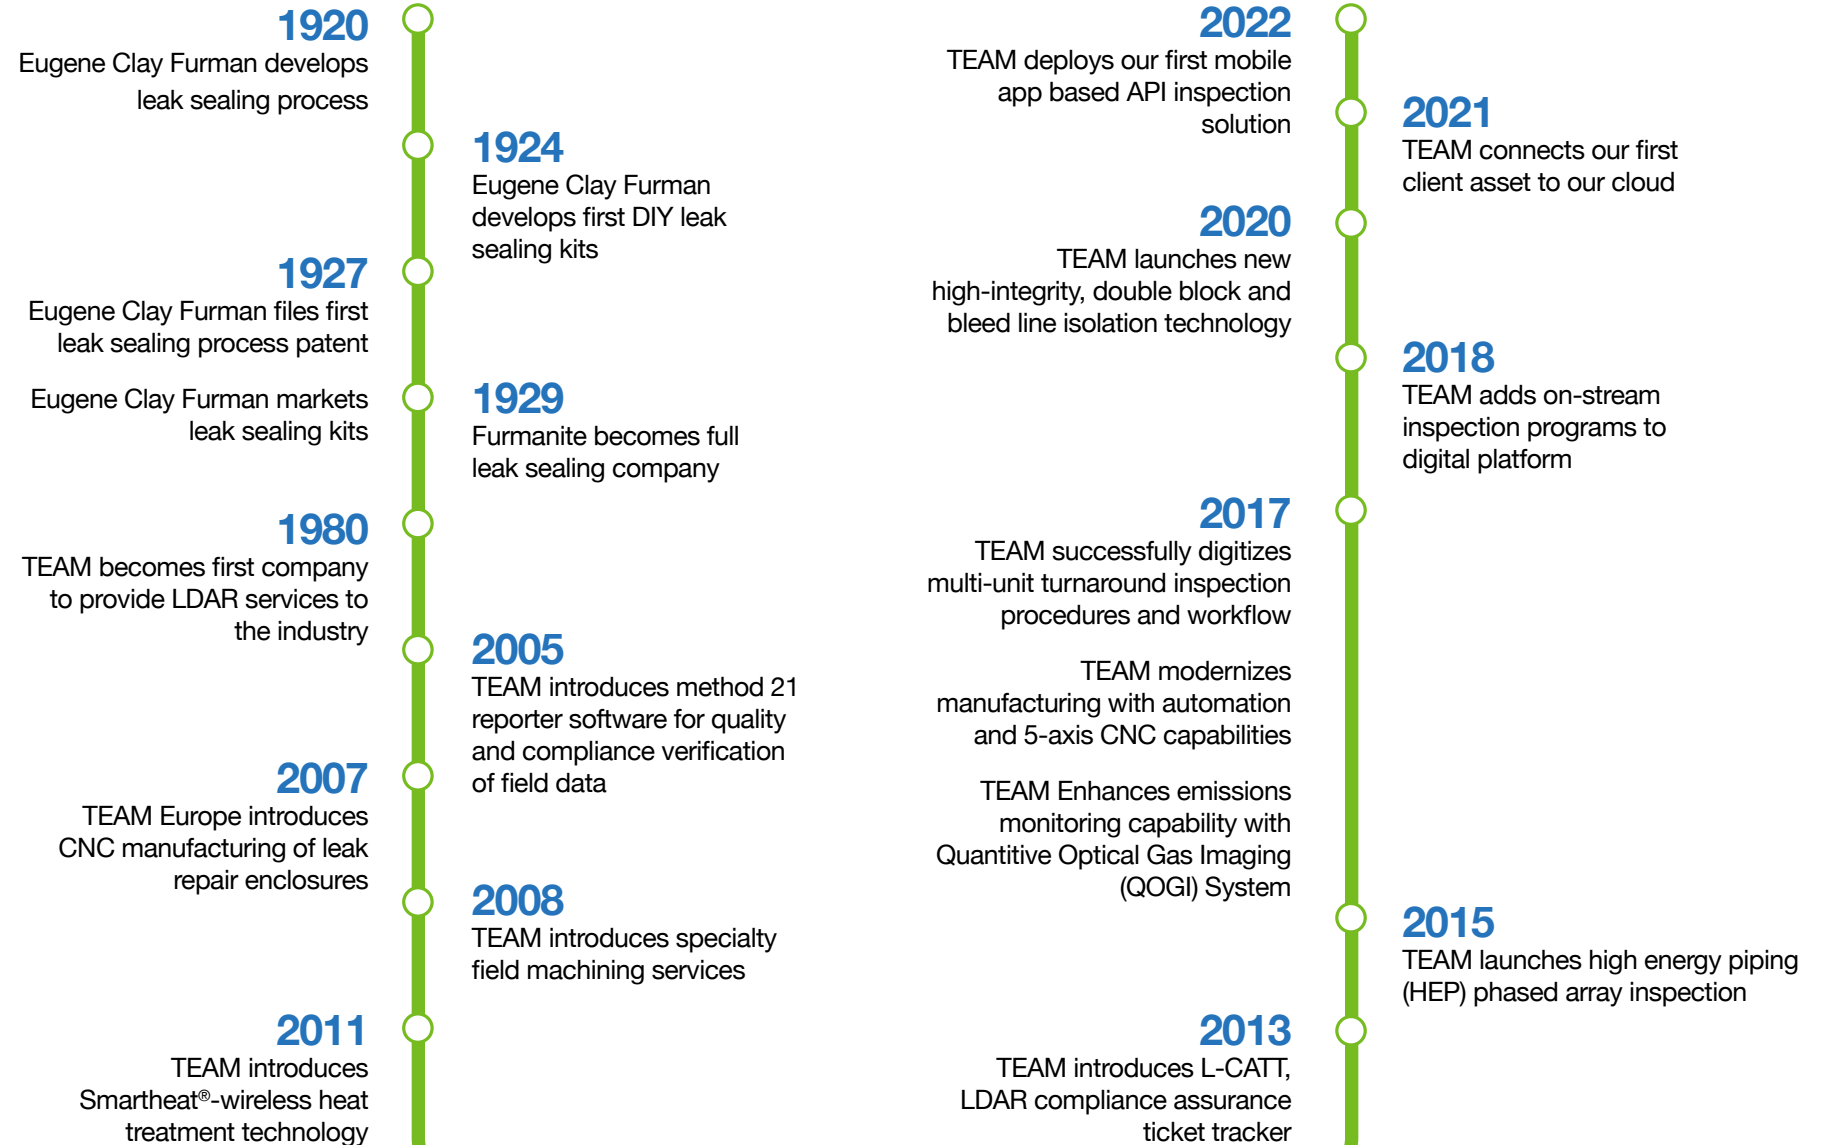 1920
Eugene Clay Furman develops
leak sealing process
1924
Eugene Clay Furman
develops first DIY leak
sealing kits
1927
Eugene Clay Furman files first
leak sealing process patent
Eugene Clay Furman markets
leak sealing kits
1929
Furmanite becomes full
leak sealing company
1980
TEAM becomes first company
to provide LDAR services to
the industry
2005
TEAM introduces method 21
reporter software for quality
and compliance verification
of field data
2007
TEAM Europe introduces
CNC manufacturing of leak
repair enclosures
2008
TEAM introduces specialty
field machining services
2011
TEAM introduces
Smartheat®-wireless heat
treatment technology
2022
TEAM deploys our first mobile
app based API inspection
solution
2021
TEAM connects our first
client asset to our cloud
2020
TEAM launches new
high-integrity, double block and
bleed line isolation technology
2018
TEAM adds on-stream
inspection programs to
digital platform
2017
TEAM successfully digitizes
multi-unit turnaround inspection
procedures and workflow
TEAM modernizes
manufacturing with automation
and 5-axis CNC capabilities
TEAM Enhances emissions
monitoring capability with
Quantitive Optical Gas Imaging
(QOGI) System
2015
TEAM launches high energy piping
(HEP) phased array inspection
2013
TEAM introduces L-CATT,
LDAR compliance assurance
ticket tracker